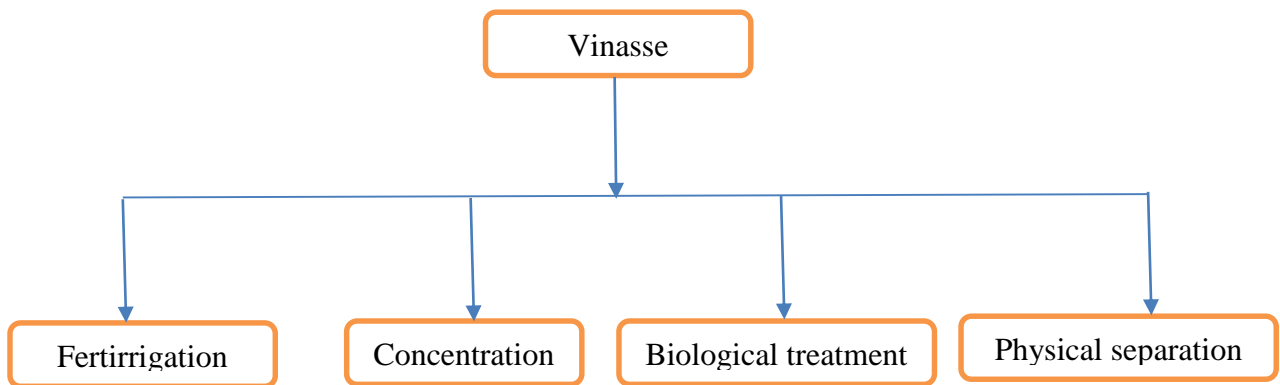 Vinasse
Fertirrigation
Concentration
Biological treatment
Physical separation